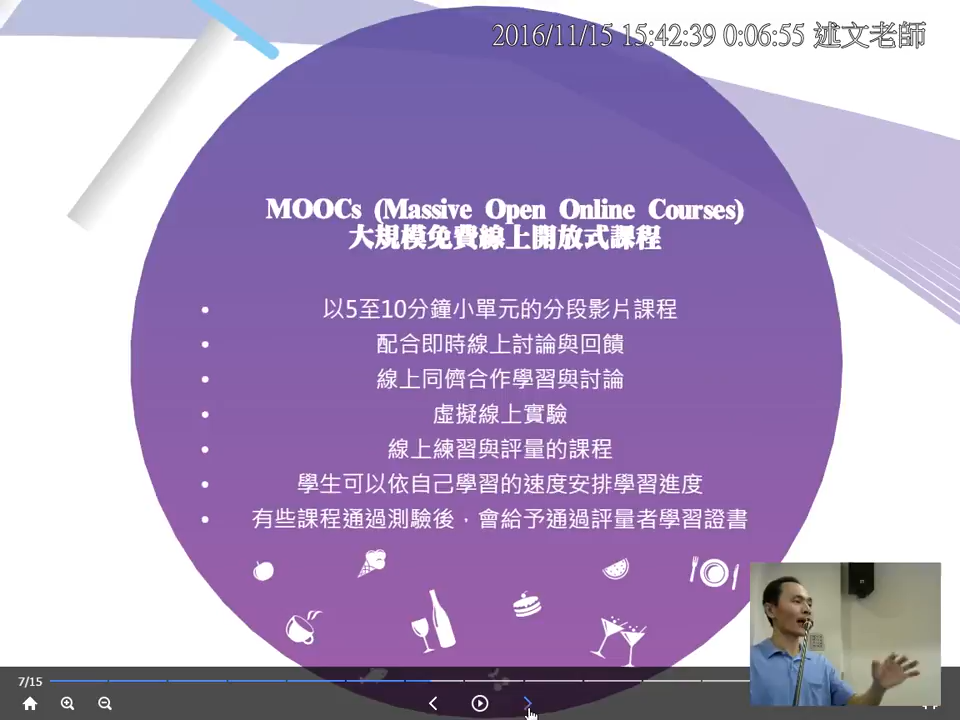 2016/11/15 15:42:39 0:06:55 述文老師
MOOCs (Massive Open Online Courses)
大規模免費線上開放式課程
• 以5至10分鐘小單元的分段影片課程
• 配合即時線上討論與回饋
• 線上同儕合作學習與討論
• 虛擬線上實驗
• 線上練習與評量的課程
• 學生可以依自己學習的速度安排學習進度
• 有些課程通過測驗後，會給予通過評量者學習證書
7/15